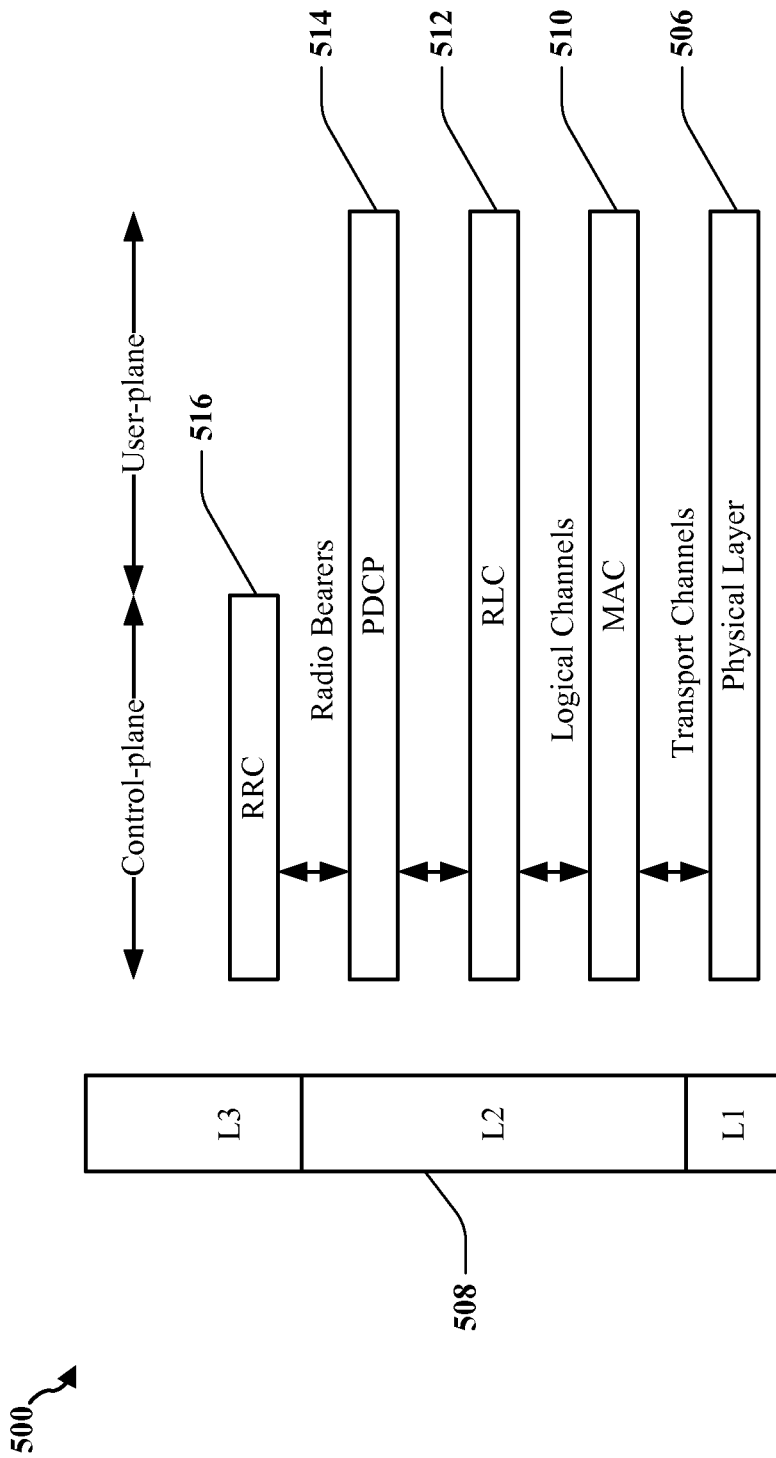 500
Control-plane
User-plane
516
L3
RRC
Radio Bearers
514
PDCP
508
L2
512
RLC
Logical Channels
510
MAC
Transport Channels
506
L1
Physical Layer